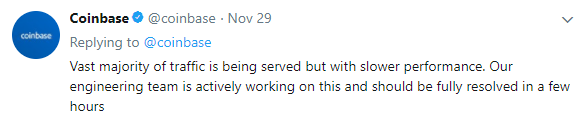 coinbase
Coinbase @coinbase · Nov 29
Replying to @coinbase
Vast majority of traffic is being served but with slower performance. Our
engineering team is actively working on this and should be fully resolved in a few
hours